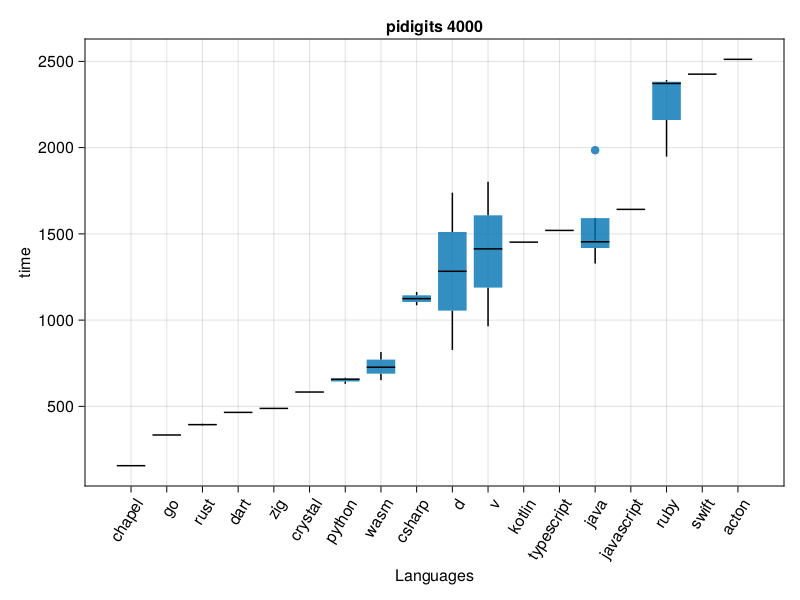 pidigits 4000
time
2500
2000
1500
1000
500
chapel
go
rust
dart
zig
crystal
python
wasm
csharp
d
v
kotlin
typescript
java
javascript
ruby
swift
acton
Languages